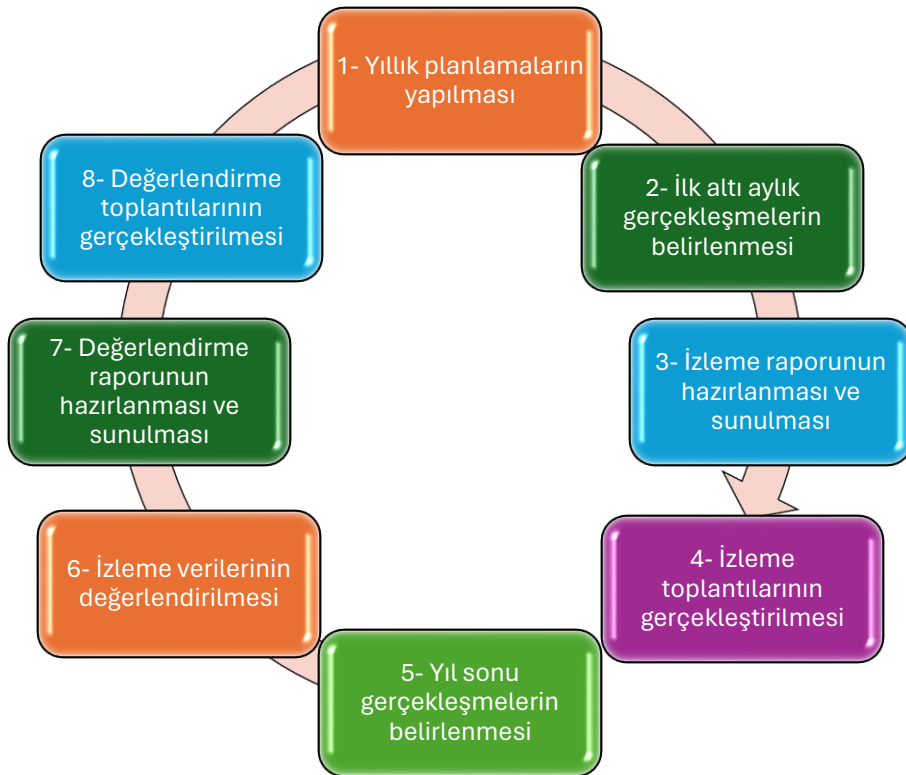 1- Yıllık planlamaların
yapılması
2- İlk altı aylık
gerçekleşmelerin
belirlenmesi
3- İzleme raporunun
hazırlanması ve
sunulması
4- İzleme
toplantılarının
gerçekleştirilmesi
5- Yıl sonu
gerçekleşmelerin
belirlenmesi
6- İzleme verilerinin
değerlendirilmesi
7- Değerlendirme
raporunun
hazırlanması ve
sunulması
8- Değerlendirme
toplantılarının
gerçekleştirilmesi